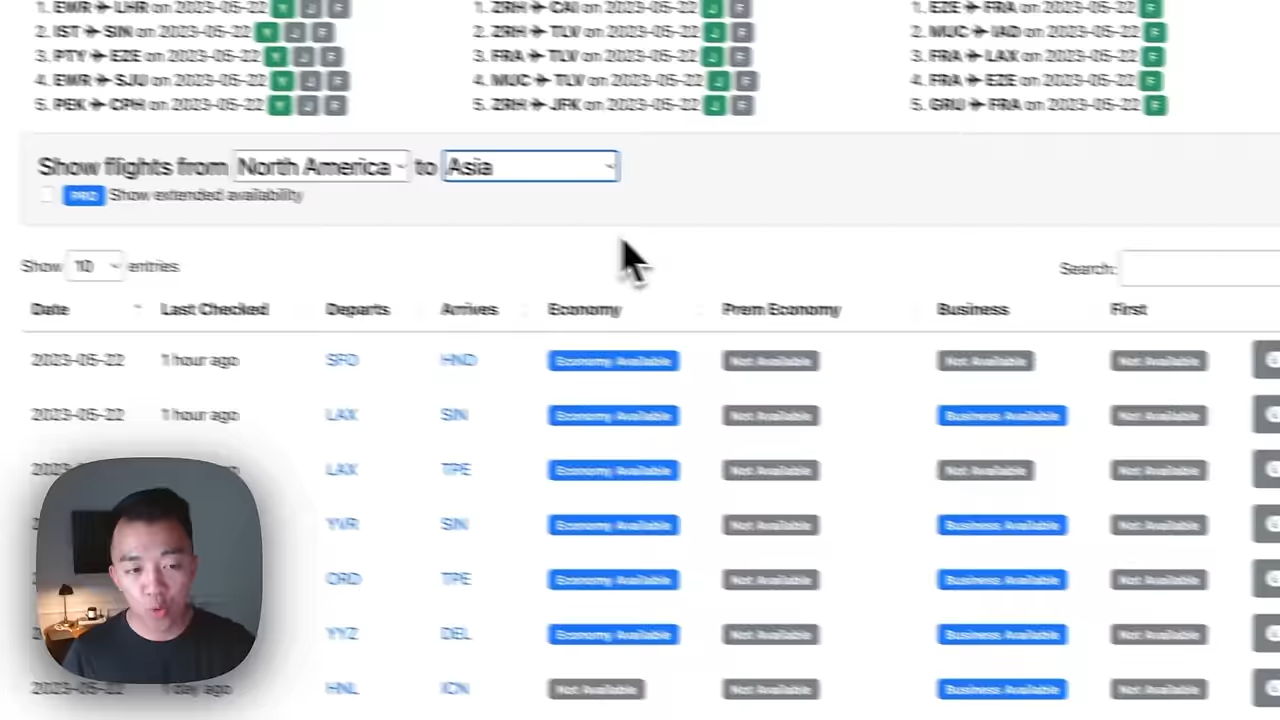 1. EWR ✈ LHR on 2023-05-22 Y J F
2. IST ✈ SIN on 2023-05-22 Y J F
3. PTY ✈ EZE on 2023-05-22 Y J F
4. EWR ✈ SJU on 2023-05-22 Y J F
5. PEK ✈ CPH on 2023-05-22 Y J F
1. ZRH ✈ CAI on 2023-05-22 J F
2. ZRH ✈ TLV on 2023-05-22 J F
3. FRA ✈ TLV on 2023-05-22 J F
4. MUC ✈ TLV on 2023-05-22 J F
5. ZRH ✈ JFK on 2023-05-22 J F
1. EZE ✈ FRA on 2023-05-22 F
2. MUC ✈ IAD on 2023-05-22 F
3. FRA ✈ LAX on 2023-05-22 F
4. FRA ✈ EZE on 2023-05-22 F
5. GRU ✈ FRA on 2023-05-22 F
Show flights from North America to Asia
PRO Show extended availability
Show 10 entries
Search:
Date Last Checked Departs Arrives Economy Prem Economy Business First
2023-05-22 1 hour ago SFO HND Economy Available Not Available Not Available Not Available
2023-05-22 1 hour ago LAX SIN Economy Available Not Available Business Available Not Available
LAX TPE Economy Available Not Available Not Available Not Available
YVR SIN Economy Available Not Available Business Available Not Available
ORD TPE Economy Available Not Available Business Available Not Available
YYZ DEL Economy Available Not Available Business Available Not Available
2023-05-22 1 day ago HNL ICN Not Available Not Available Business Available Not Available